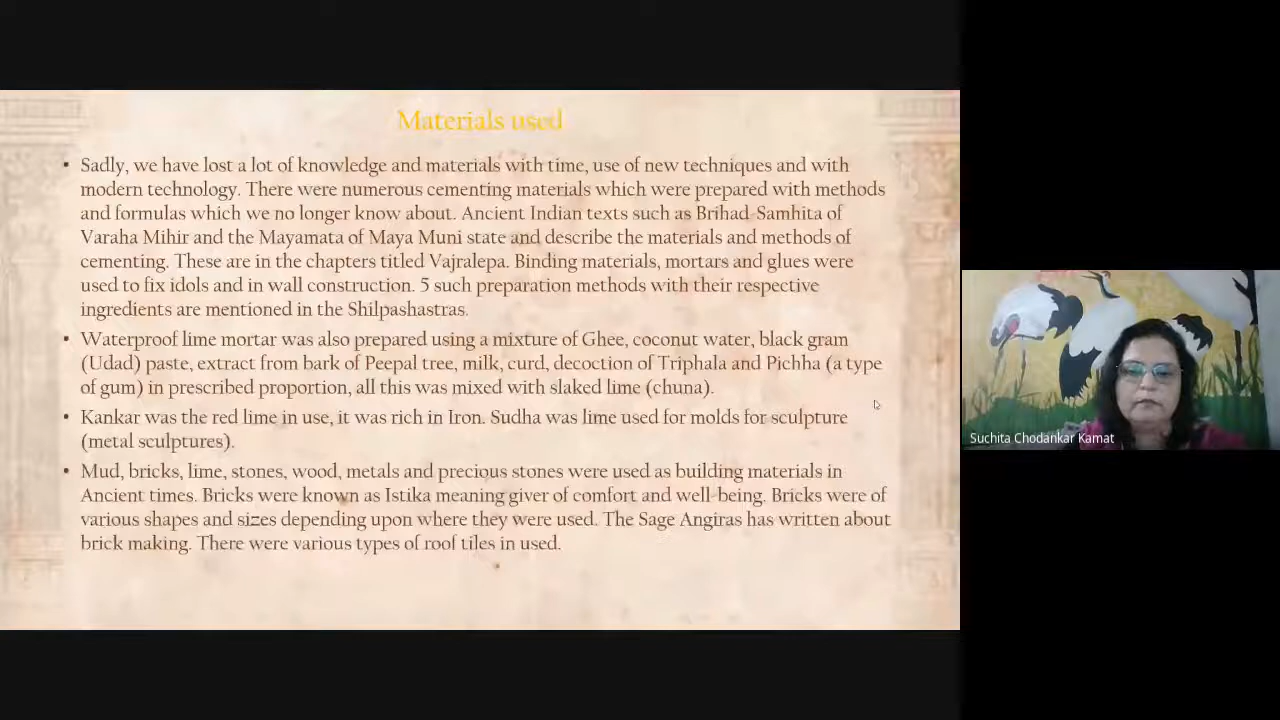 Materials used
• Sadly, we have lost a lot of knowledge and materials with time, use of new techniques and with
modern technology. There were numerous cementing materials which were prepared with methods
and formulas which we no longer know about. Ancient Indian texts such as Brihad-Samhita of
Varaha Mihir and the Mayamata of Maya Muni state and describe the materials and methods of
cementing. These are in the chapters titled Vajralepa. Binding materials, mortars and glues were
used to fix idols and in wall construction. 5 such preparation methods with their respective
ingredients are mentioned in the Shilpashastras.
• Waterproof lime mortar was also prepared using a mixture of Ghee, coconut water, black gram
(Udad) paste, extract from bark of Peepal tree, milk, curd, decoction of Triphala and Pichha (a type
of gum) in prescribed proportion, all this was mixed with slaked lime (chuna).
• Kankar was the red lime in use, it was rich in Iron. Sudha was lime used for molds for sculpture
(metal sculptures).
• Mud, bricks, lime, stones, wood, metals and precious stones were used as building materials in
Ancient times. Bricks were known as Istika meaning giver of comfort and well-being. Bricks were of
various shapes and sizes depending upon where they were used. The Sage Angiras has written about
brick making. There were various types of roof tiles in used.
Suchita Chodankar Kamat